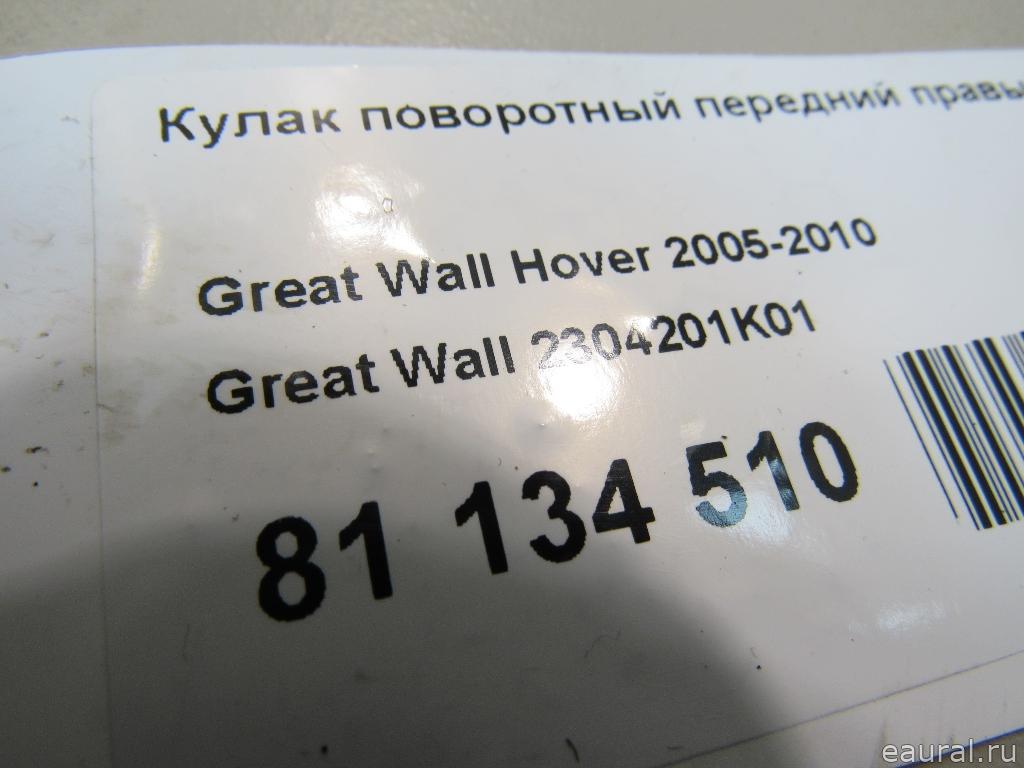 Кулак поворотный передний правы
Great Wall Hover 2005-2010
Great Wall 2304201K01
81 134 510
eaural.ru